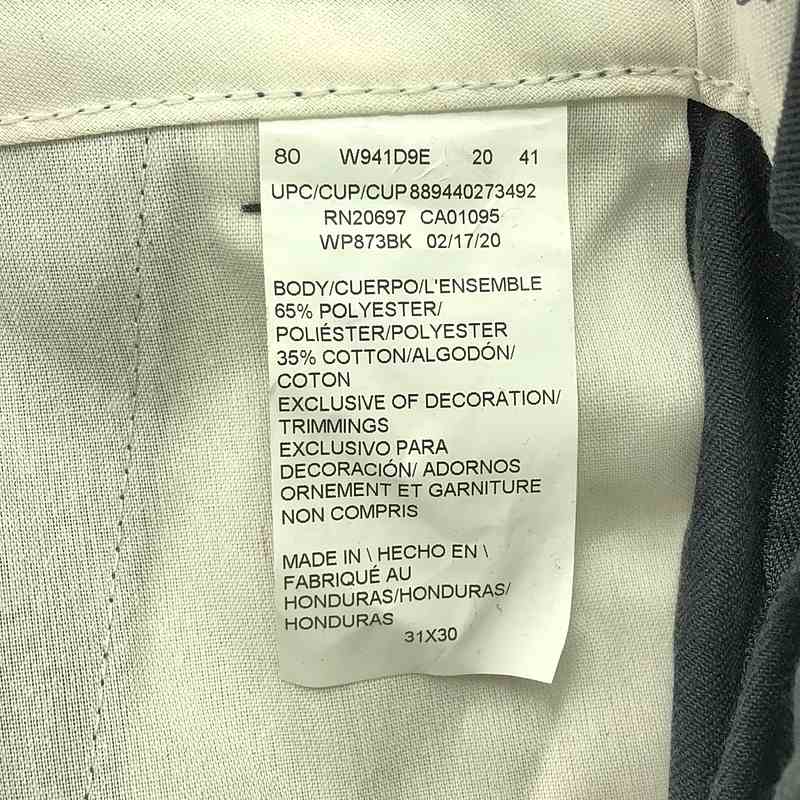 80 W941D9E 20 41
UPC/CUP/CUP889440273492
RN20697 CA01095
WP873BK 02/17/20
BODY/CUERPO/L'ENSEMBLE
65% POLYESTER/
POLIÉSTER/POLYESTER
35% COTTON/ALGODÓN/
COTON
EXCLUSIVE OF DECORATION/
TRIMMINGS
EXCLUSIVO PARA
DECORACIÓN/ ADORNOS
ORNEMENT ET GARNITURE
NON COMPRIS
MADE IN \ HECHO EN \
FABRIQUÉ AU
HONDURAS/HONDURAS/
HONDURAS
31X30